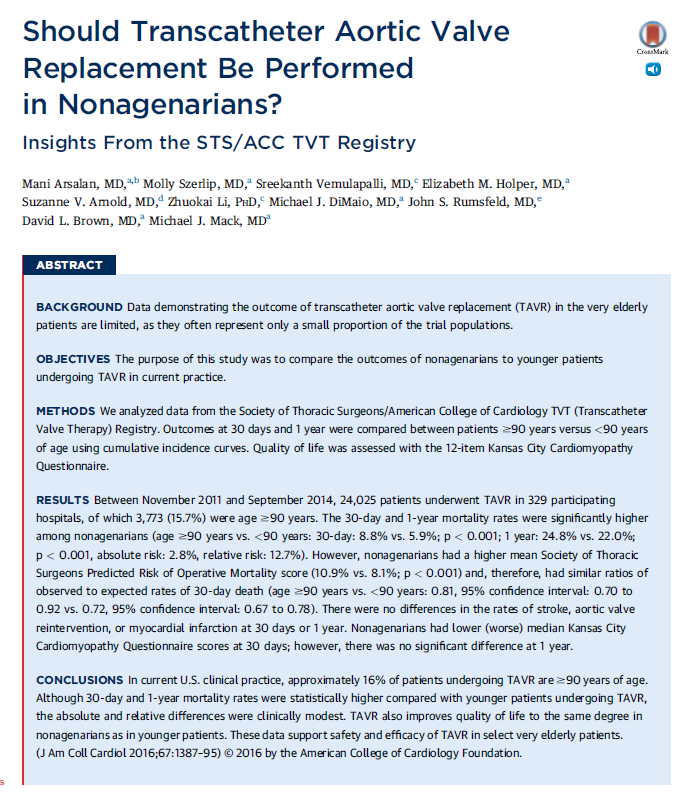 Should Transcatheter Aortic Valve
Replacement Be Performed
in Nonagenarians?
CrossMark
Insights From the STS/ACC TVT Registry
Mani Arsalan, MD,a,b Molly Szerlip, MD,a Sreekanth Vemulapalli, MD,c Elizabeth M. Holper, MD,a
Suzanne V. Arnold, MD,d Zhuokai Li, PHD,c Michael J. DiMaio, MD,a John S. Rumsfeld, MD,e
David L. Brown, MD,a Michael J. Mack, MDa
ABSTRACT
BACKGROUND Data demonstrating the outcome of transcatheter aortic valve replacement (TAVR) in the very elderly
patients are limited, as they often represent only a small proportion of the trial populations.
OBJECTIVES The purpose of this study was to compare the outcomes of nonagenarians to younger patients
undergoing TAVR in current practice.
METHODS We analyzed data from the Society of Thoracic Surgeons/American College of Cardiology TVT (Transcatheter
Valve Therapy) Registry. Outcomes at 30 days and 1 year were compared between patients ≥90 years versus <90 years
of age using cumulative incidence curves. Quality of life was assessed with the 12-item Kansas City Cardiomyopathy
Questionnaire.
RESULTS Between November 2011 and September 2014, 24,025 patients underwent TAVR in 329 participating
hospitals, of which 3,773 (15.7%) were age ≥90 years. The 30-day and 1-year mortality rates were significantly higher
among nonagenarians (age ≥90 years vs. <90 years: 30-day: 8.8% vs. 5.9%; p < 0.001; 1 year: 24.8% vs. 22.0%;
p < 0.001, absolute risk: 2.8%, relative risk: 12.7%). However, nonagenarians had a higher mean Society of Thoracic
Surgeons Predicted Risk of Operative Mortality score (10.9% vs. 8.1%; p < 0.001) and, therefore, had similar ratios of
observed to expected rates of 30-day death (age ≥90 years vs. <90 years: 0.81, 95% confidence interval: 0.70 to
0.92 vs. 0.72, 95% confidence interval: 0.67 to 0.78). There were no differences in the rates of stroke, aortic valve
reintervention, or myocardial infarction at 30 days or 1 year. Nonagenarians had lower (worse) median Kansas City
Cardiomyopathy Questionnaire scores at 30 days; however, there was no significant difference at 1 year.
CONCLUSIONS In current U.S. clinical practice, approximately 16% of patients undergoing TAVR are ≥90 years of age.
Although 30-day and 1-year mortality rates were statistically higher compared with younger patients undergoing TAVR,
the absolute and relative differences were clinically modest. TAVR also improves quality of life to the same degree in
nonagenarians as in younger patients. These data support safety and efficacy of TAVR in select very elderly patients.
(J Am Coll Cardiol 2016;67:1387–95) © 2016 by the American College of Cardiology Foundation.
s